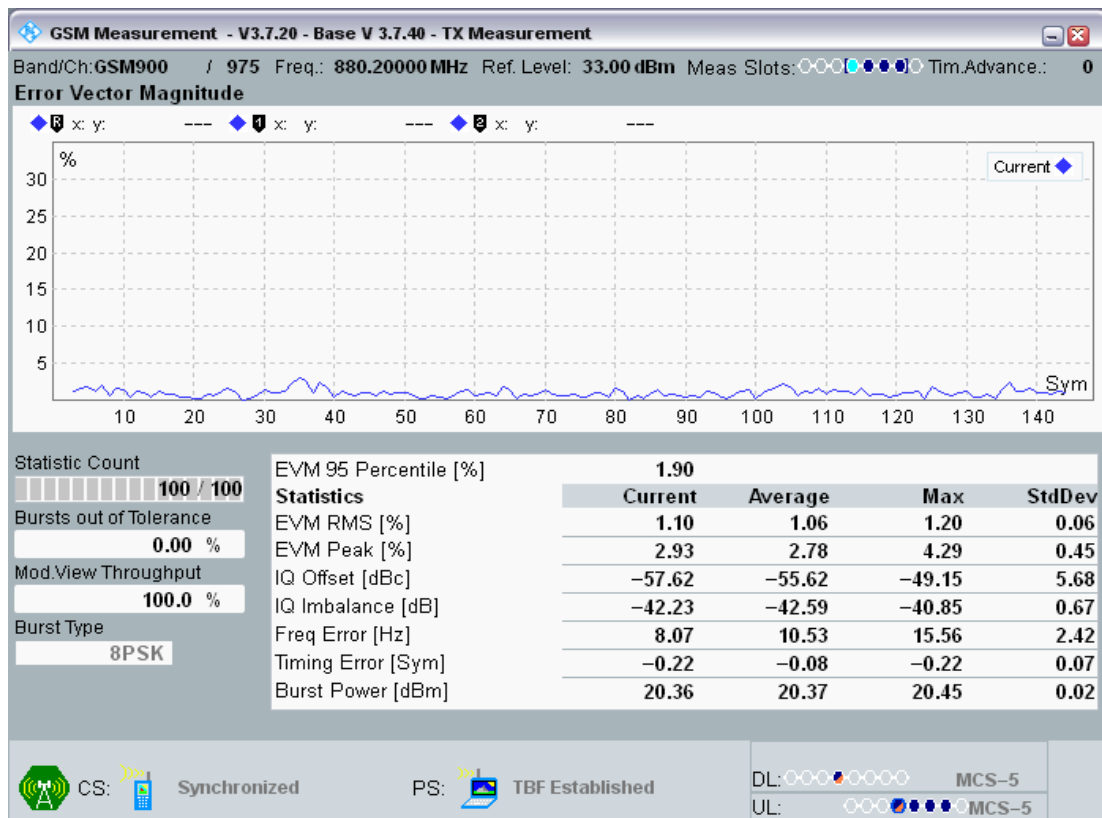 GSM Measurement - V3.7.20 - Base V 3.7.40 - TX Measurement
Band/Ch:GSM900 / 975 Freq.: 880.20000 MHz Ref. Level: 33.00 dBm Meas Slots: Tim.Advance.: 0
Error Vector Magnitude
R x: y: --- 1 x: y: --- 2 x: y: ---
%
Current
30
25
20
15
10
5
Sym
10 20 30 40 50 60 70 80 90 100 110 120 130 140
Statistic Count
100 / 100
Bursts out of Tolerance
0.00 %
Mod.View Throughput
100.0 %
Burst Type
8PSK
EVM 95 Percentile [%] 1.90
Statistics Current Average Max StdDev
EVM RMS [%] 1.10 1.06 1.20 0.06
EVM Peak [%] 2.93 2.78 4.29 0.45
IQ Offset [dBc] −57.62 −55.62 −49.15 5.68
IQ Imbalance [dB] −42.23 −42.59 −40.85 0.67
Freq Error [Hz] 8.07 10.53 15.56 2.42
Timing Error [Sym] −0.22 −0.08 −0.22 0.07
Burst Power [dBm] 20.36 20.37 20.45 0.02
CS: Synchronized PS: TBF Established
DL: MCS−5
UL: MCS−5